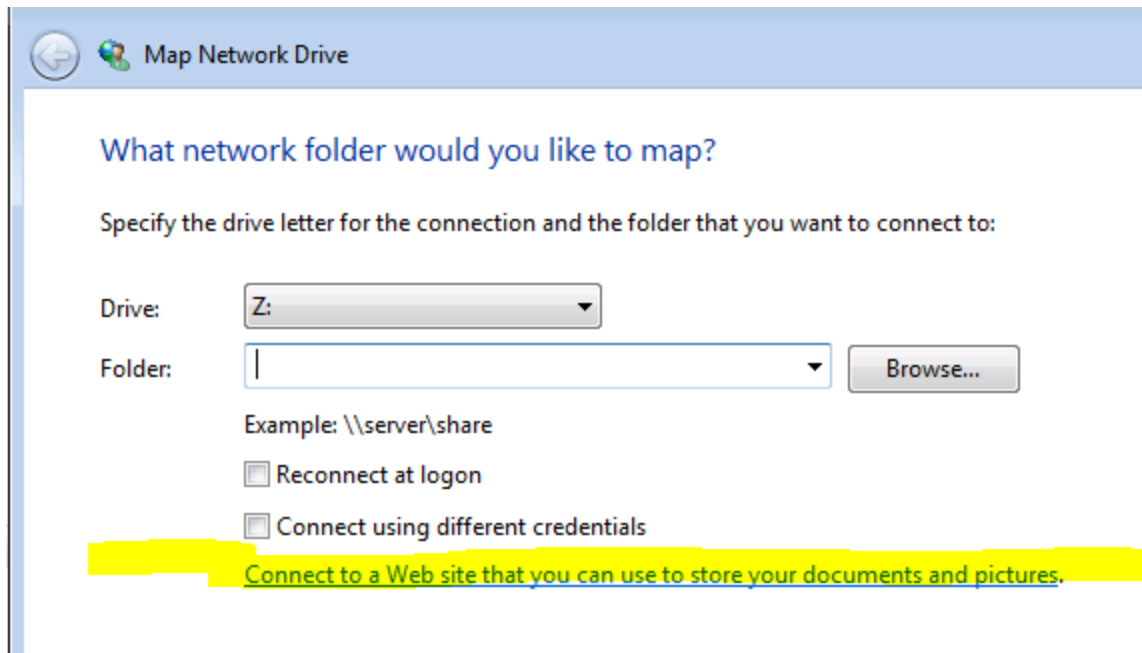 Map Network Drive
What network folder would you like to map?
Specify the drive letter for the connection and the folder that you want to connect to:
Drive: Z:
Folder: Browse...
Example: \\server\share
Reconnect at logon
Connect using different credentials
Connect to a Web site that you can use to store your documents and pictures.